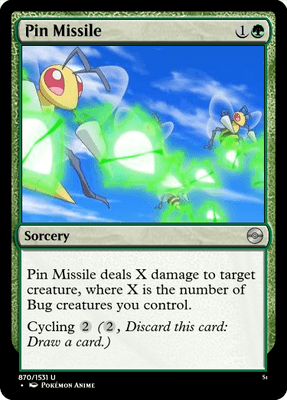 Pin Missile 1
Sorcery
Pin Missile deals X damage to target
creature, where X is the number of
Bug creatures you control.
Cycling 2 (2, Discard this card:
Draw a card.)
870/1531 U
• Pokémon Anime